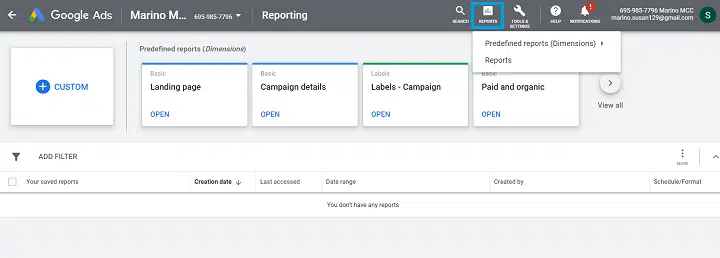 Google Ads
Marino M... 695-985-7796
Reporting
SEARCH
REPORTS
TOOLS & SETTINGS
HELP
NOTIFICATIONS
!
695-985-7796 Marino MCC
marino.susan129@gmail.com
S
Predefined reports (Dimensions)
Reports
Predefined reports (Dimensions)
CUSTOM
Basic
Landing page
OPEN
Basic
Campaign details
OPEN
Labels
Labels - Campaign
OPEN
Basic
Paid and organic
OPEN
View all
ADD FILTER
MORE
Your saved reports
Creation date
Last accessed
Date range
Created by
Schedule/Format
You don't have any reports